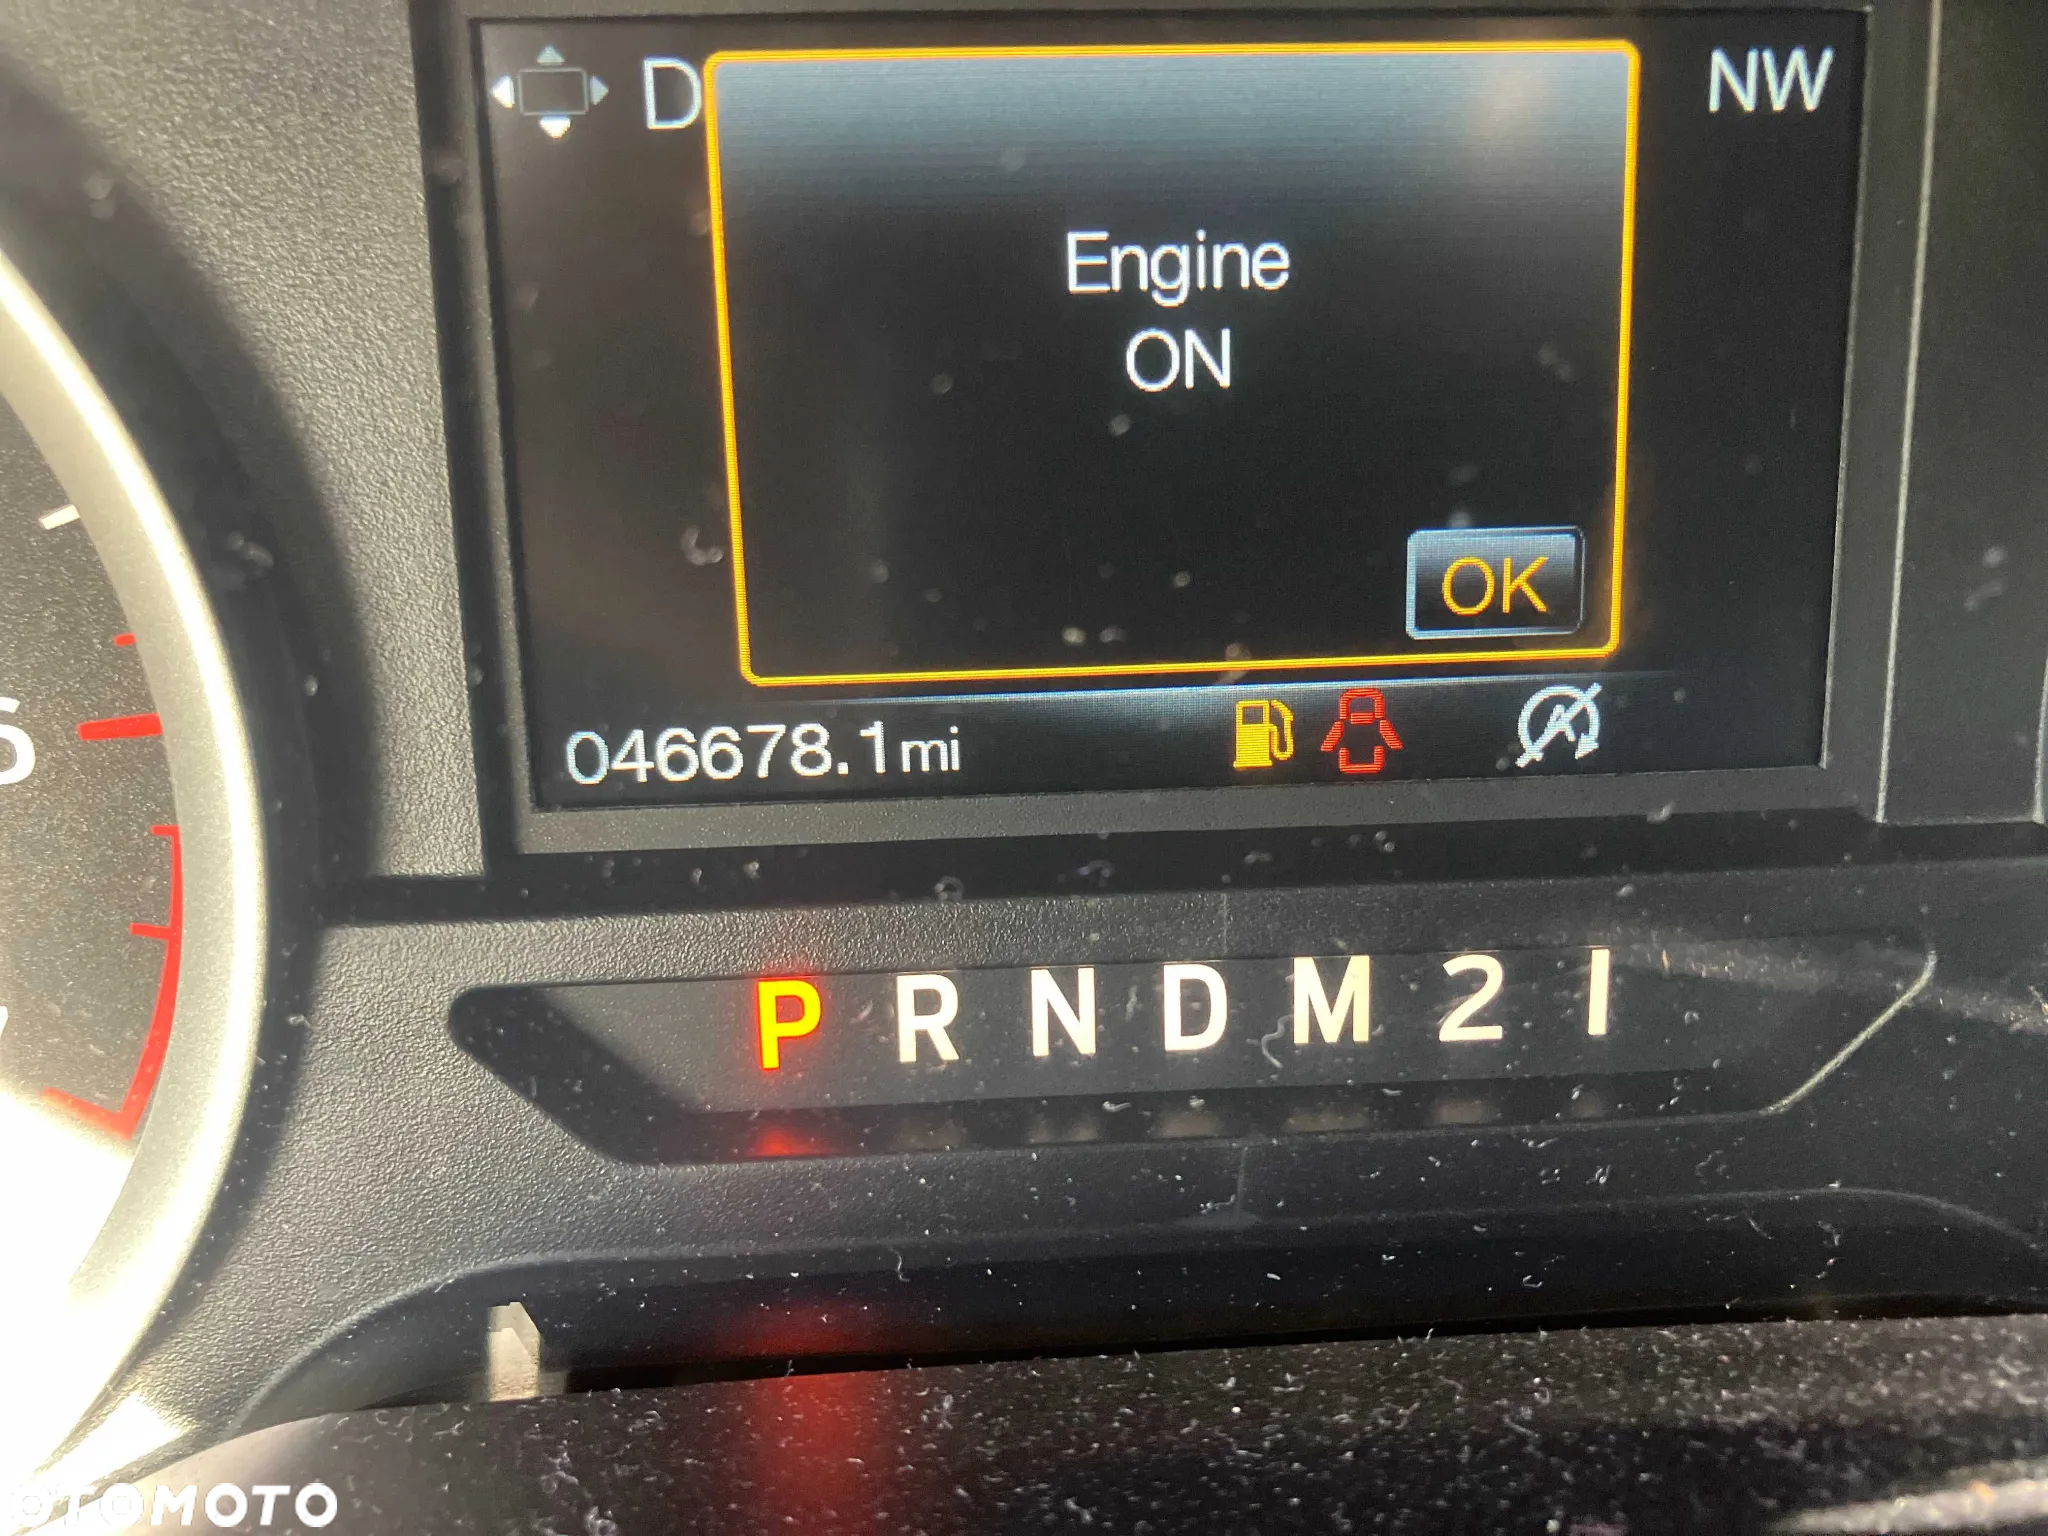 D
NW
Engine
ON
OK
046678.1mi
P R N D M 2 1
OTOMOTO